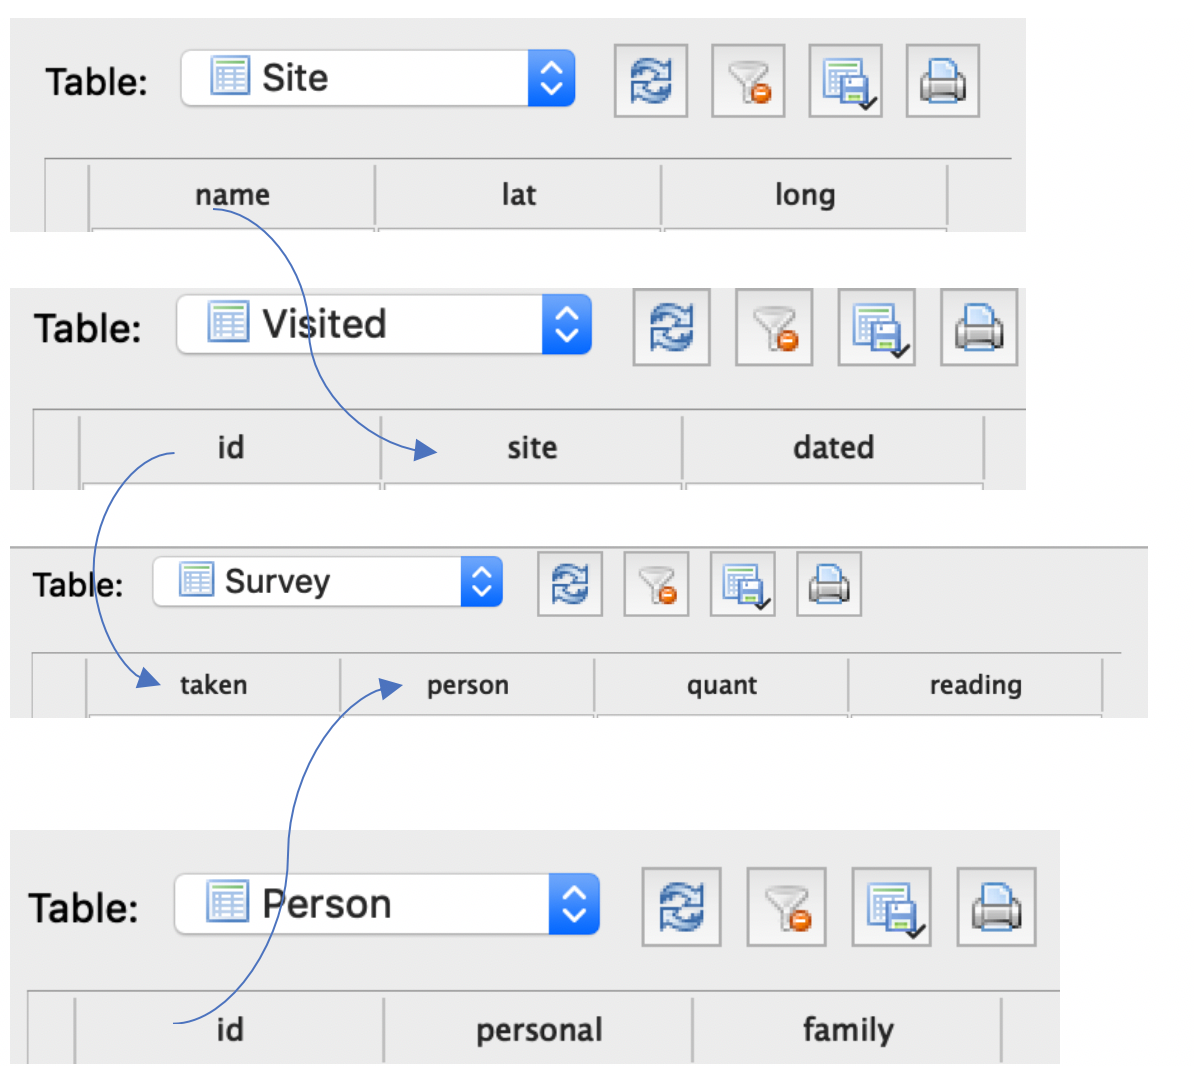 Table: Site
name lat long
Table: Visited
id site dated
Table: Survey
taken person quant reading
Table: Person
id personal family